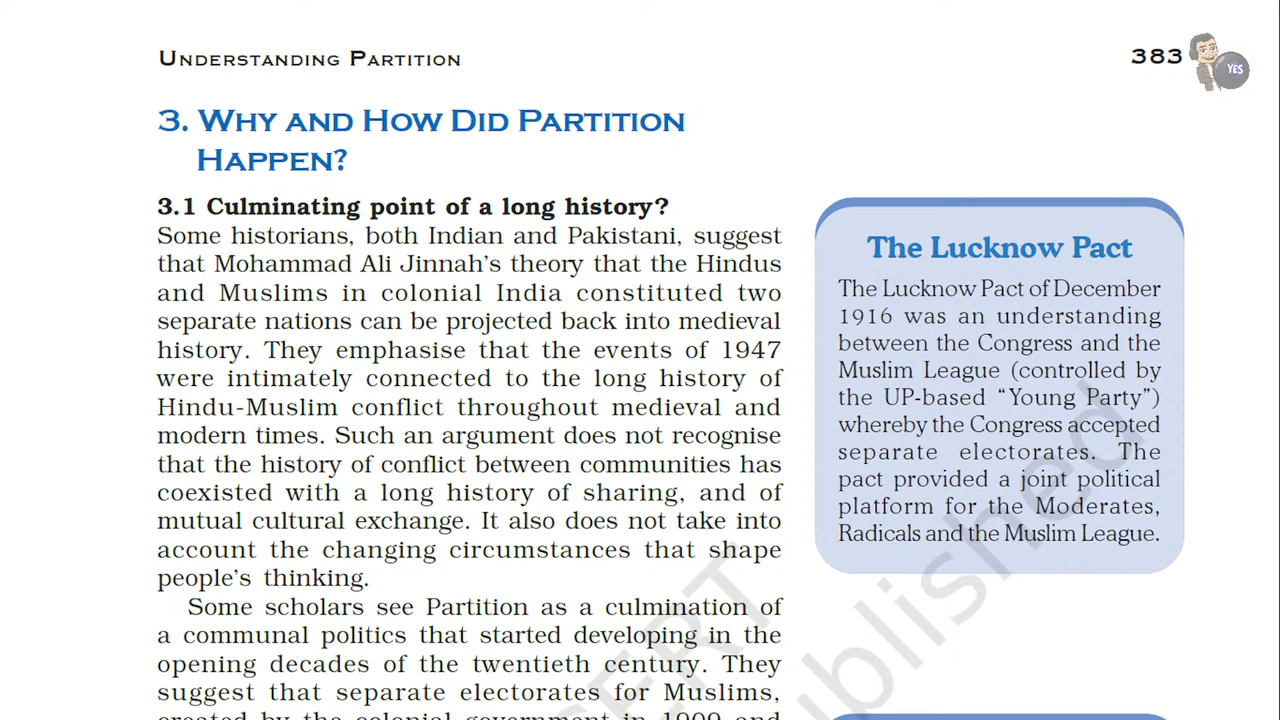 UNDERSTANDING PARTITION
383
YES
3. WHY AND HOW DID PARTITION
HAPPEN?
3.1 Culminating point of a long history?
Some historians, both Indian and Pakistani, suggest
that Mohammad Ali Jinnah's theory that the Hindus
and Muslims in colonial India constituted two
separate nations can be projected back into medieval
history. They emphasise that the events of 1947
were intimately connected to the long history of
Hindu-Muslim conflict throughout medieval and
modern times. Such an argument does not recognise
that the history of conflict between communities has
coexisted with a long history of sharing, and of
mutual cultural exchange. It also does not take into
account the changing circumstances that shape
people's thinking.
Some scholars see Partition as a culmination of
a communal politics that started developing in the
opening decades of the twentieth century. They
suggest that separate electorates for Muslims,
created by the colonial government in 1909 and
The Lucknow Pact
The Lucknow Pact of December
1916 was an understanding
between the Congress and the
Muslim League (controlled by
the UP-based “Young Party”)
whereby the Congress accepted
separate electorates. The
pact provided a joint political
platform for the Moderates,
Radicals and the Muslim League.